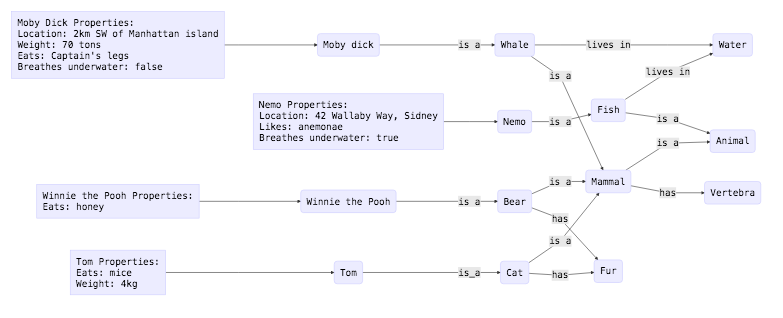 Moby Dick Properties:
Location: 2km SW of Manhattan island
Weight: 70 tons
Eats: Captain's legs
Breathes underwater: false
Moby dick
is a
Whale
lives in
Water
is a
lives in
Nemo Properties:
Location: 42 Wallaby Way, Sidney
Likes: anemonae
Breathes underwater: true
Nemo
is a
Fish
is a
Animal
is a
Winnie the Pooh Properties:
Eats: honey
Winnie the Pooh
is a
Bear
is a
Mammal
has
Vertebra
has
is a
Tom Properties:
Eats: mice
Weight: 4kg
Tom
is_a
Cat
has
Fur